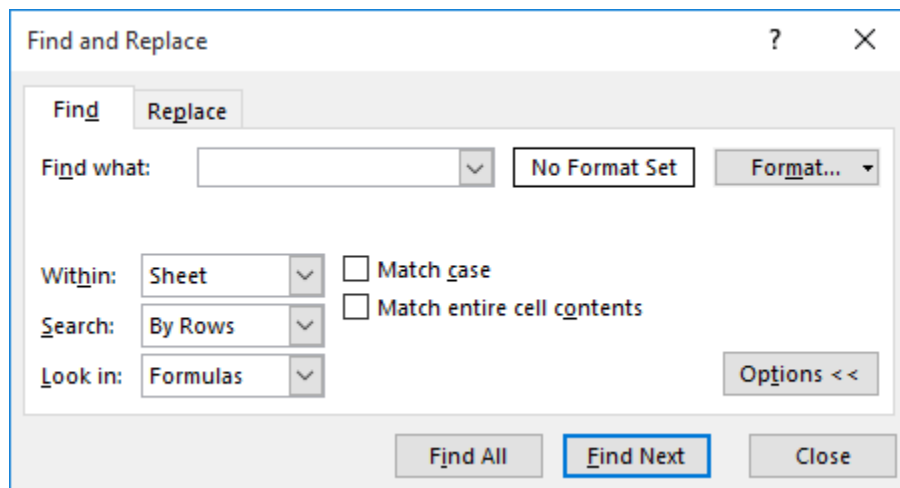 Find and Replace ?
Find Replace
Find what: No Format Set Format...
Within: Sheet Match case
Match entire cell contents
Search: By Rows
Look in: Formulas
Options <<
Find All Find Next Close